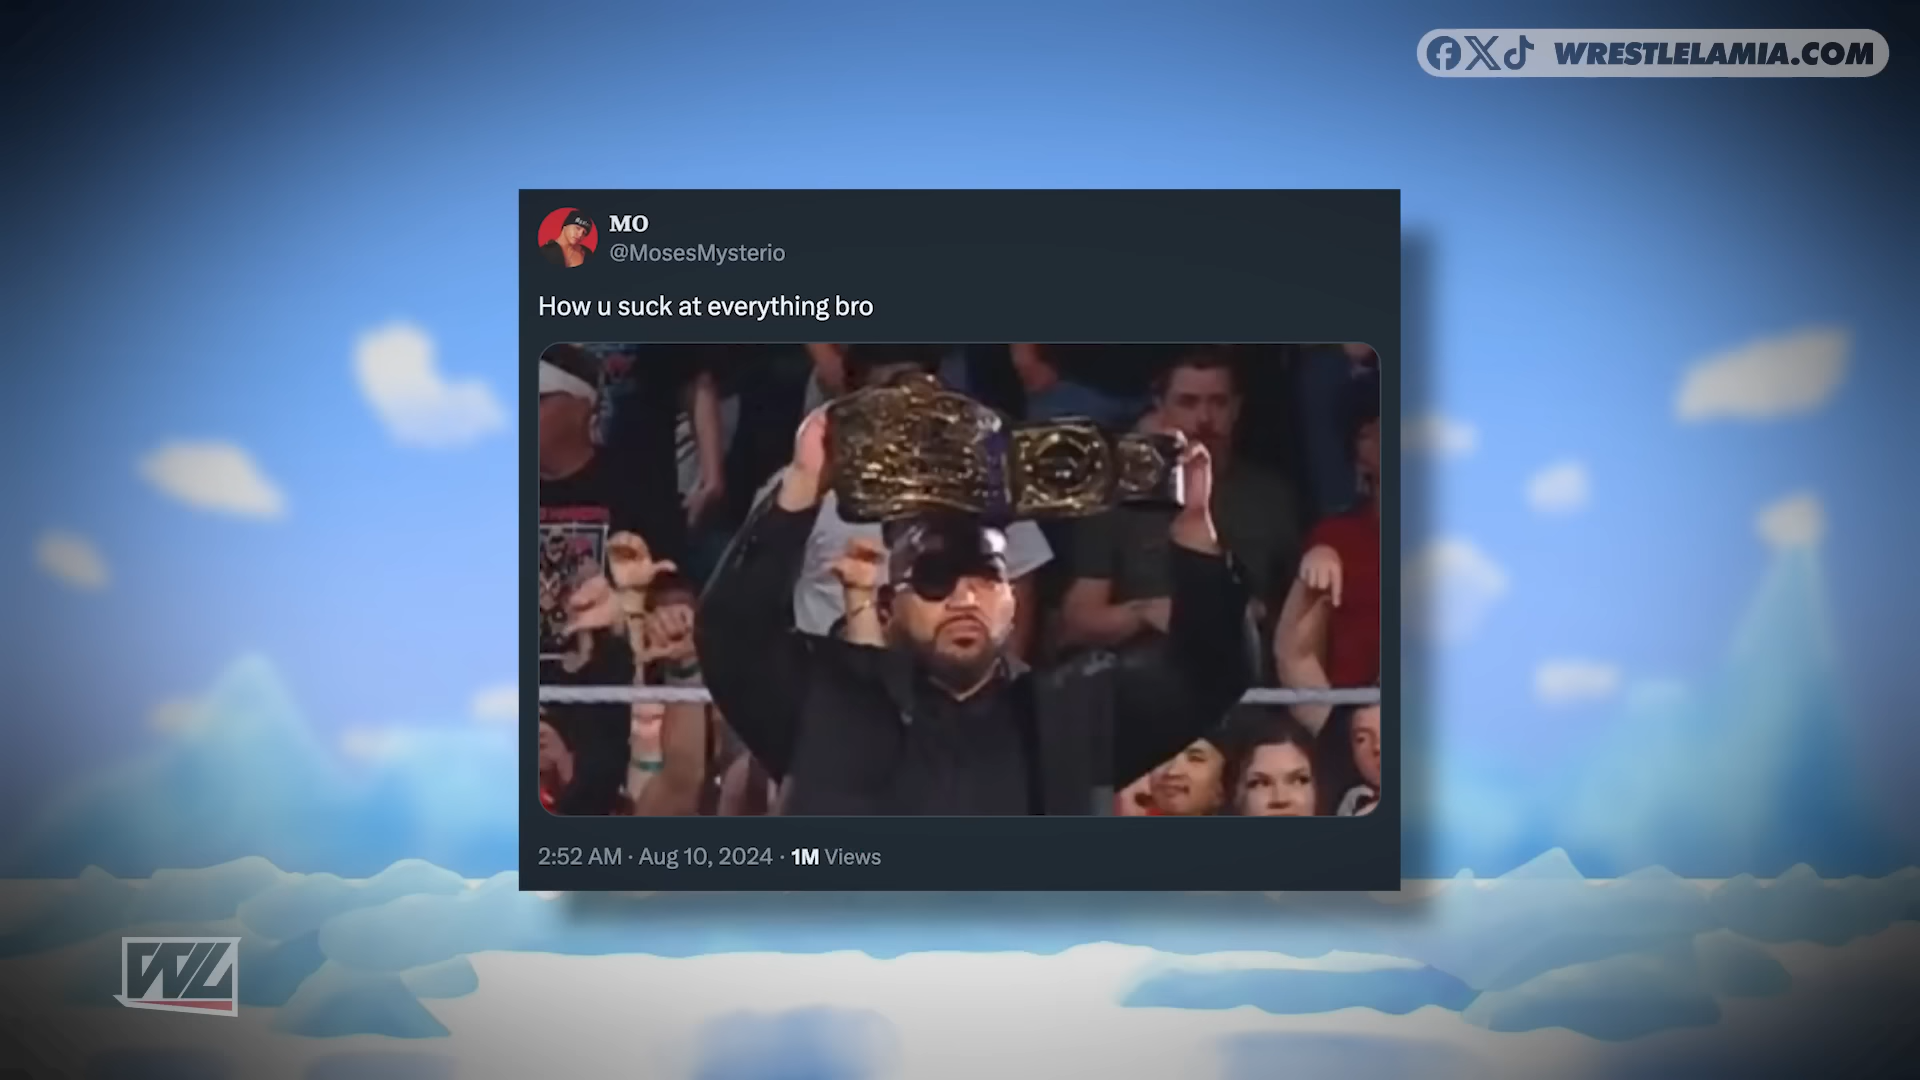 WRESTLELAMIA.COM
MO
@MosesMysterio
How u suck at everything bro
2:52 AM · Aug 10, 2024 · 1M Views
WL